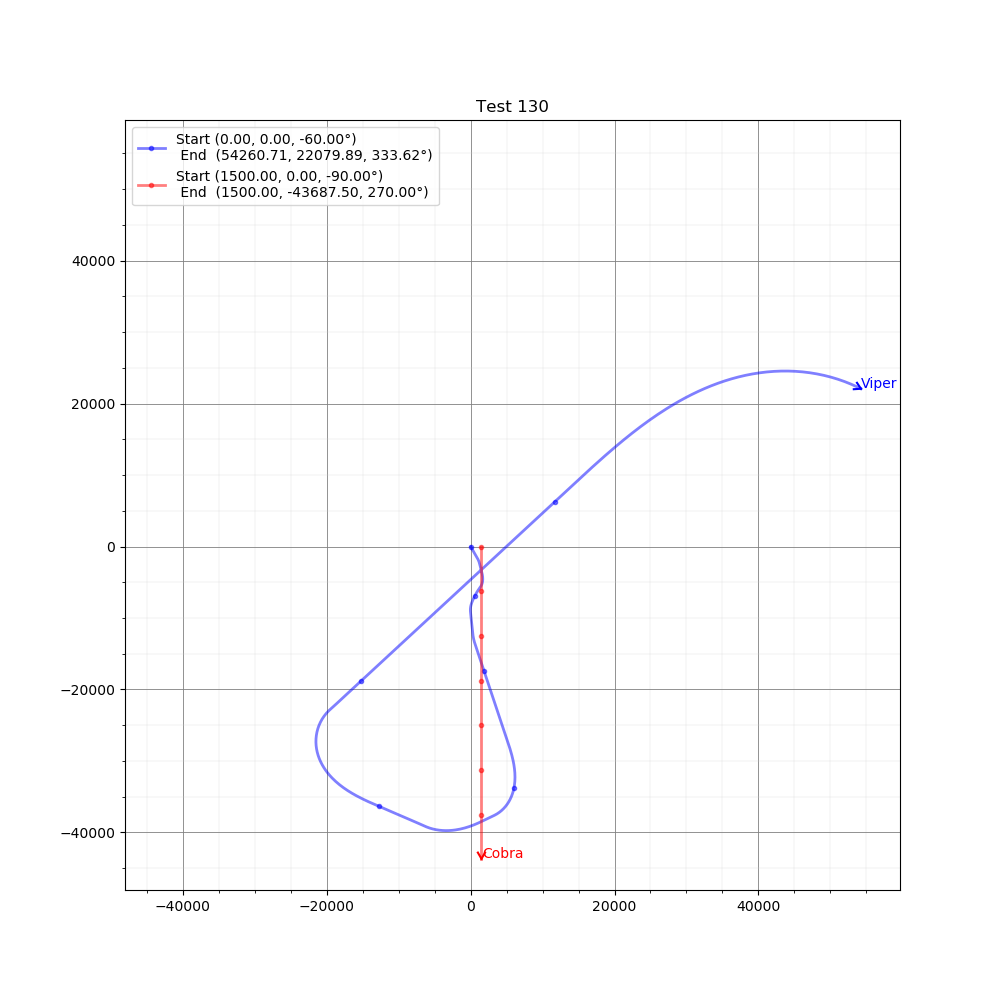 Test 130
Start (0.00, 0.00, -60.00°)
End (54260.71, 22079.89, 333.62°)
Start (1500.00, 0.00, -90.00°)
End (1500.00, -43687.50, 270.00°)
40000
20000
0
−20000
−40000
Viper
Cobra
−40000
−20000
0
20000
40000